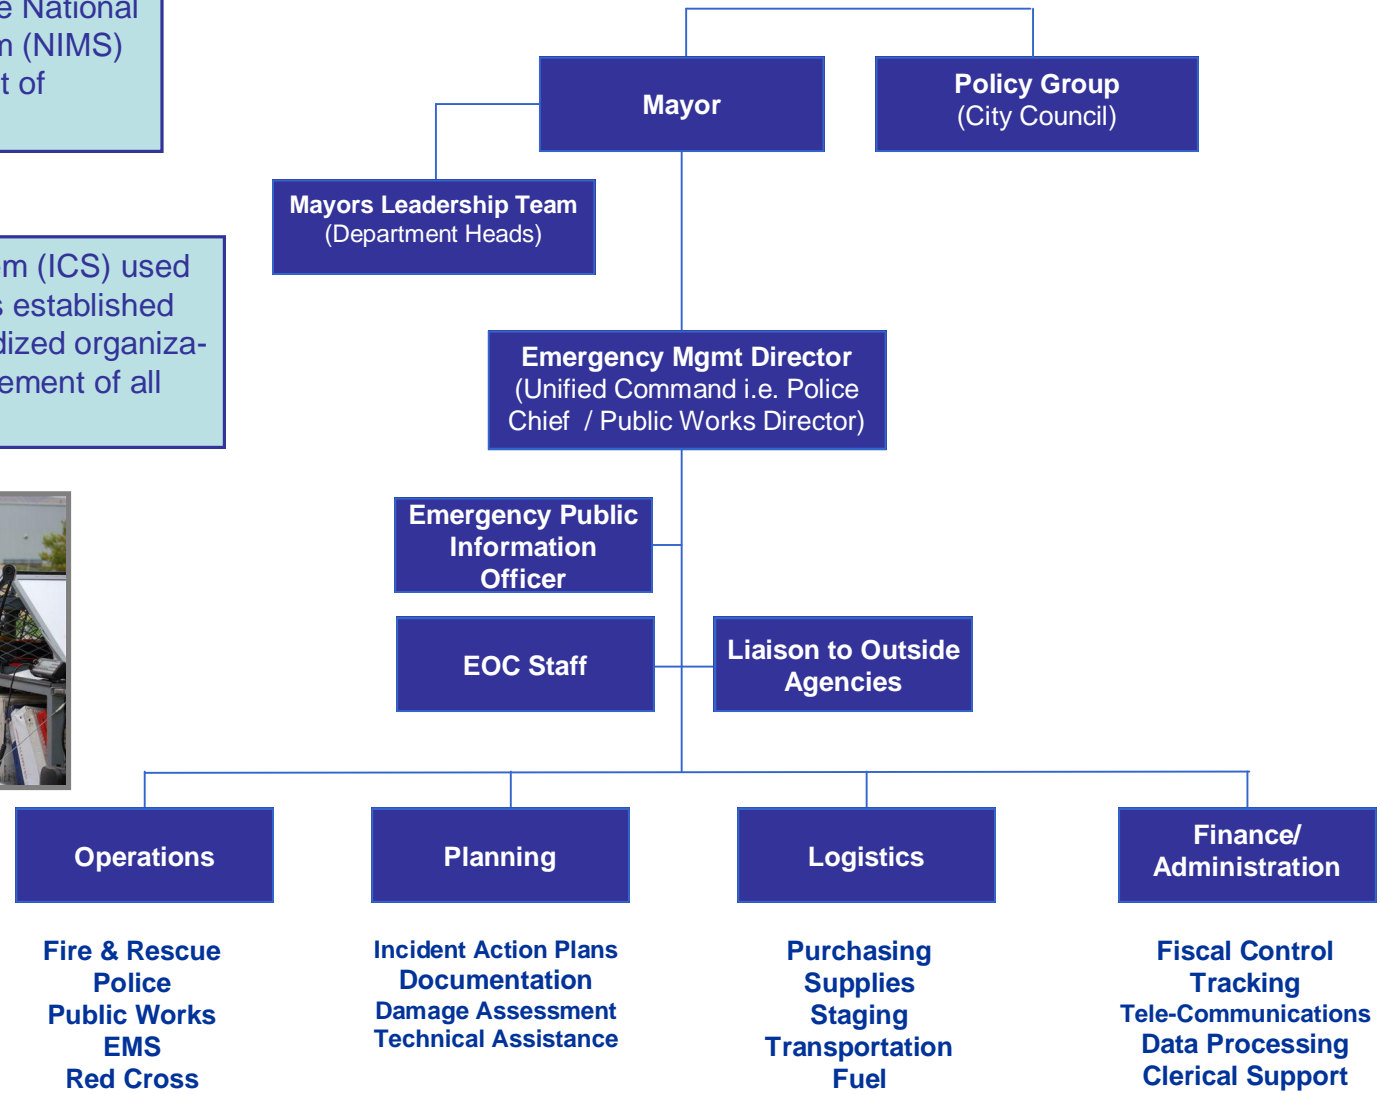 e National
m (NIMS)
t of
Mayor
Policy Group
(City Council)
Mayors Leadership Team
(Department Heads)
em (ICS) used
s established
dized organiza-
ement of all
Emergency Mgmt Director
(Unified Command i.e. Police
Chief / Public Works Director)
Emergency Public
Information
Officer
EOC Staff
Liaison to Outside
Agencies
Operations
Planning
Logistics
Finance/
Administration
Fire & Rescue
Police
Public Works
EMS
Red Cross
Incident Action Plans
Documentation
Damage Assessment
Technical Assistance
Purchasing
Supplies
Staging
Transportation
Fuel
Fiscal Control
Tracking
Tele-Communications
Data Processing
Clerical Support